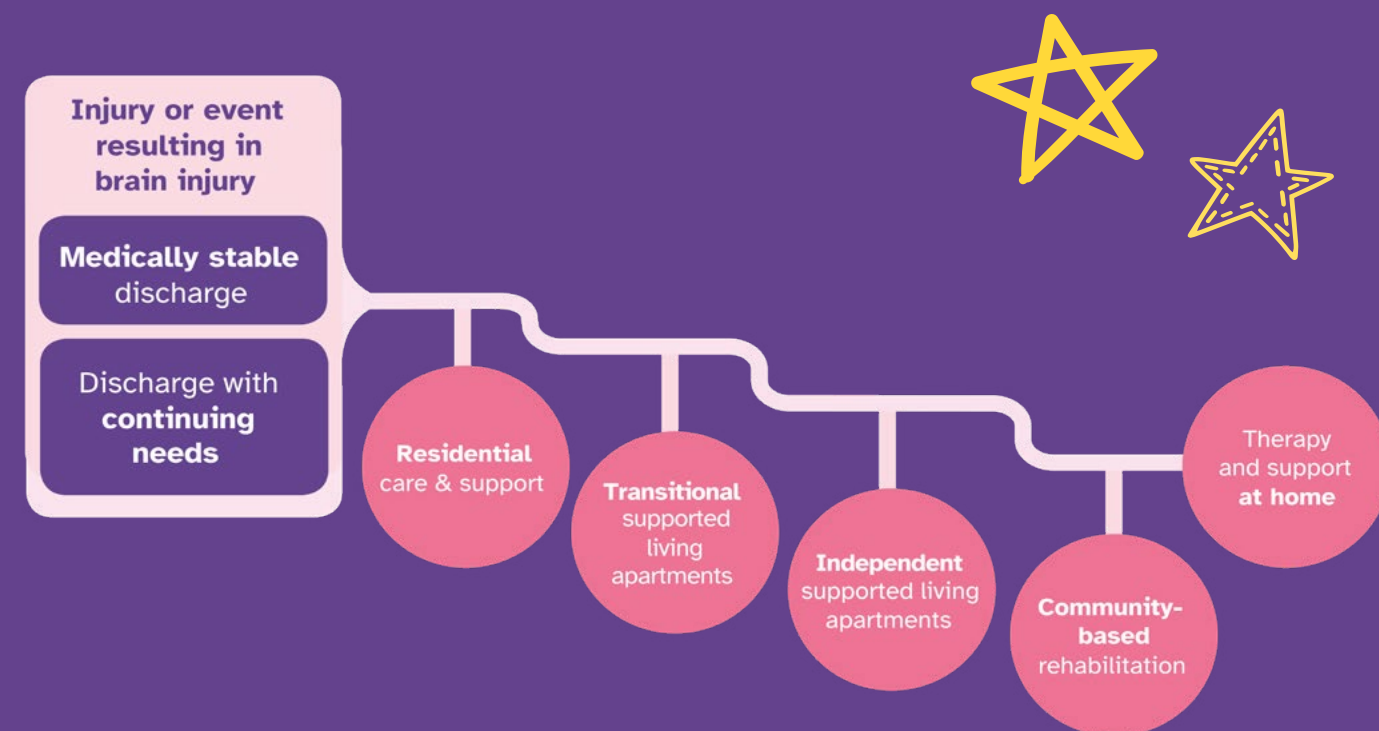 Injury or event
resulting in
brain injury
Medically stable
discharge
Discharge with
continuing
needs
Residential
care & support
Transitional
supported
living
apartments
Independent
supported living
apartments
Community-
based
rehabilitation
Therapy
and support
at home